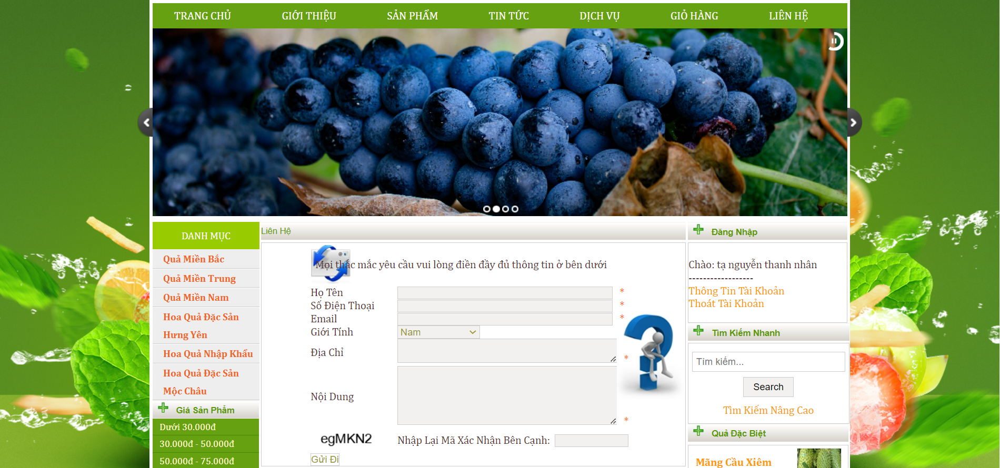 TRANG CHỦ GIỚI THIỆU SẢN PHẨM TIN TỨC DỊCH VỤ GIỎ HÀNG LIÊN HỆ
DANH MỤC
Quả Miền Bắc
Quả Miền Trung
Quả Miền Nam
Hoa Quả Đặc Sản
Hưng Yên
Hoa Quả Nhập Khẩu
Hoa Quả Đặc Sản
Mộc Châu
Giá Sản Phẩm
Dưới 30.000đ
30.000đ - 50.000đ
50.000đ - 75.000đ
Liên Hệ
Mọi thắc mắc yêu cầu vui lòng điền đầy đủ thông tin ở bên dưới
Họ Tên *
Số Điện Thoại *
Email *
Giới Tính Nam
Địa Chỉ *
Nội Dung *
egMKN2 Nhập Lại Mã Xác Nhận Bên Cạnh:
Gửi Đi
Đăng Nhập
Chào: tạ nguyễn thanh nhân
------------------
Thông Tin Tài Khoản
Thoát Tài Khoản
Tìm Kiếm Nhanh
Tìm kiếm...
Search
Tìm Kiếm Nâng Cao
Quả Đặc Biệt
Mãng Cầu Xiêm